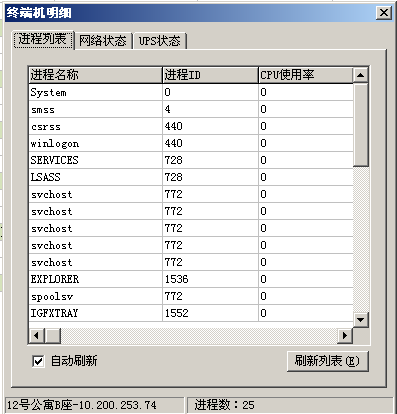 终端机明细
进程列表 网络状态 UPS状态
进程名称 进程ID CPU使用率
System 0 0
smss 4 0
csrss 440 0
winlogon 440 0
SERVICES 728 0
LSASS 728 0
svchost 772 0
svchost 772 0
svchost 772 0
svchost 772 0
svchost 772 0
EXPLORER 1536 0
spoolsv 772 0
IGFXTRAY 1552 0
自动刷新 刷新列表(E)
12号公寓B座-10.200.253.74 进程数：25